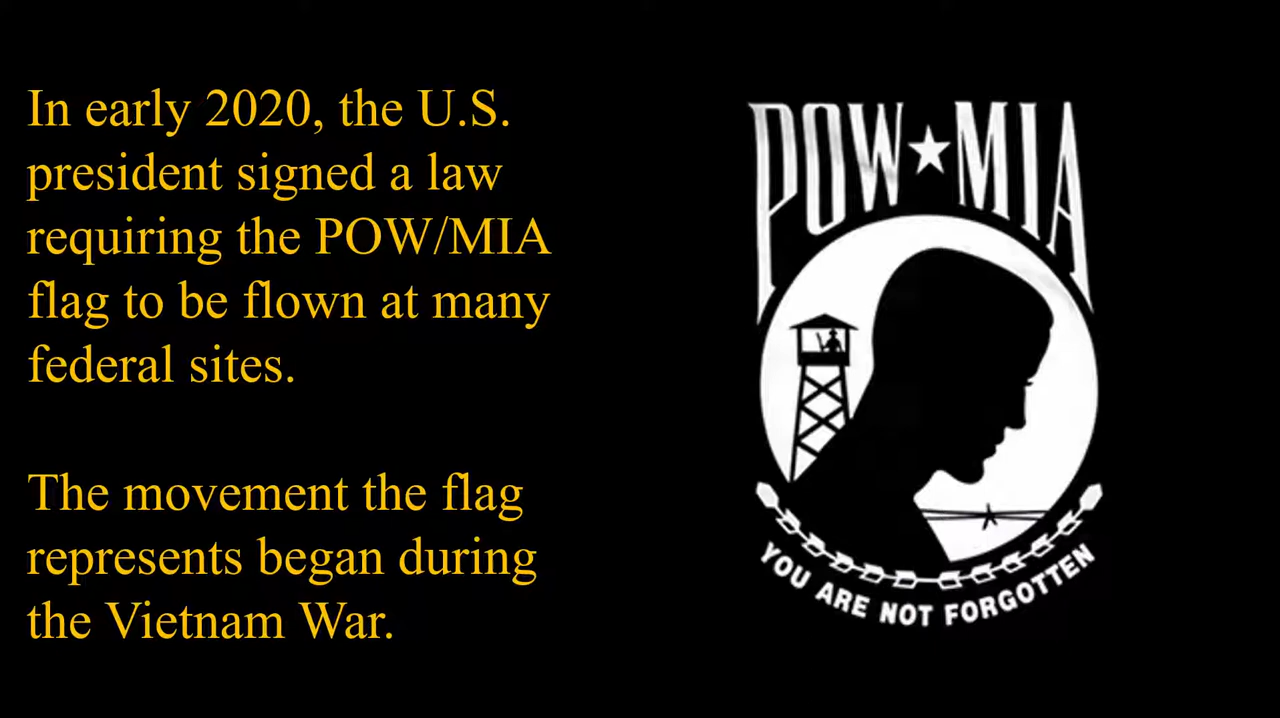 In early 2020, the U.S.
president signed a law
requiring the POW/MIA
flag to be flown at many
federal sites.
The movement the flag
represents began during
the Vietnam War.
POW★MIA
YOU ARE NOT FORGOTTEN